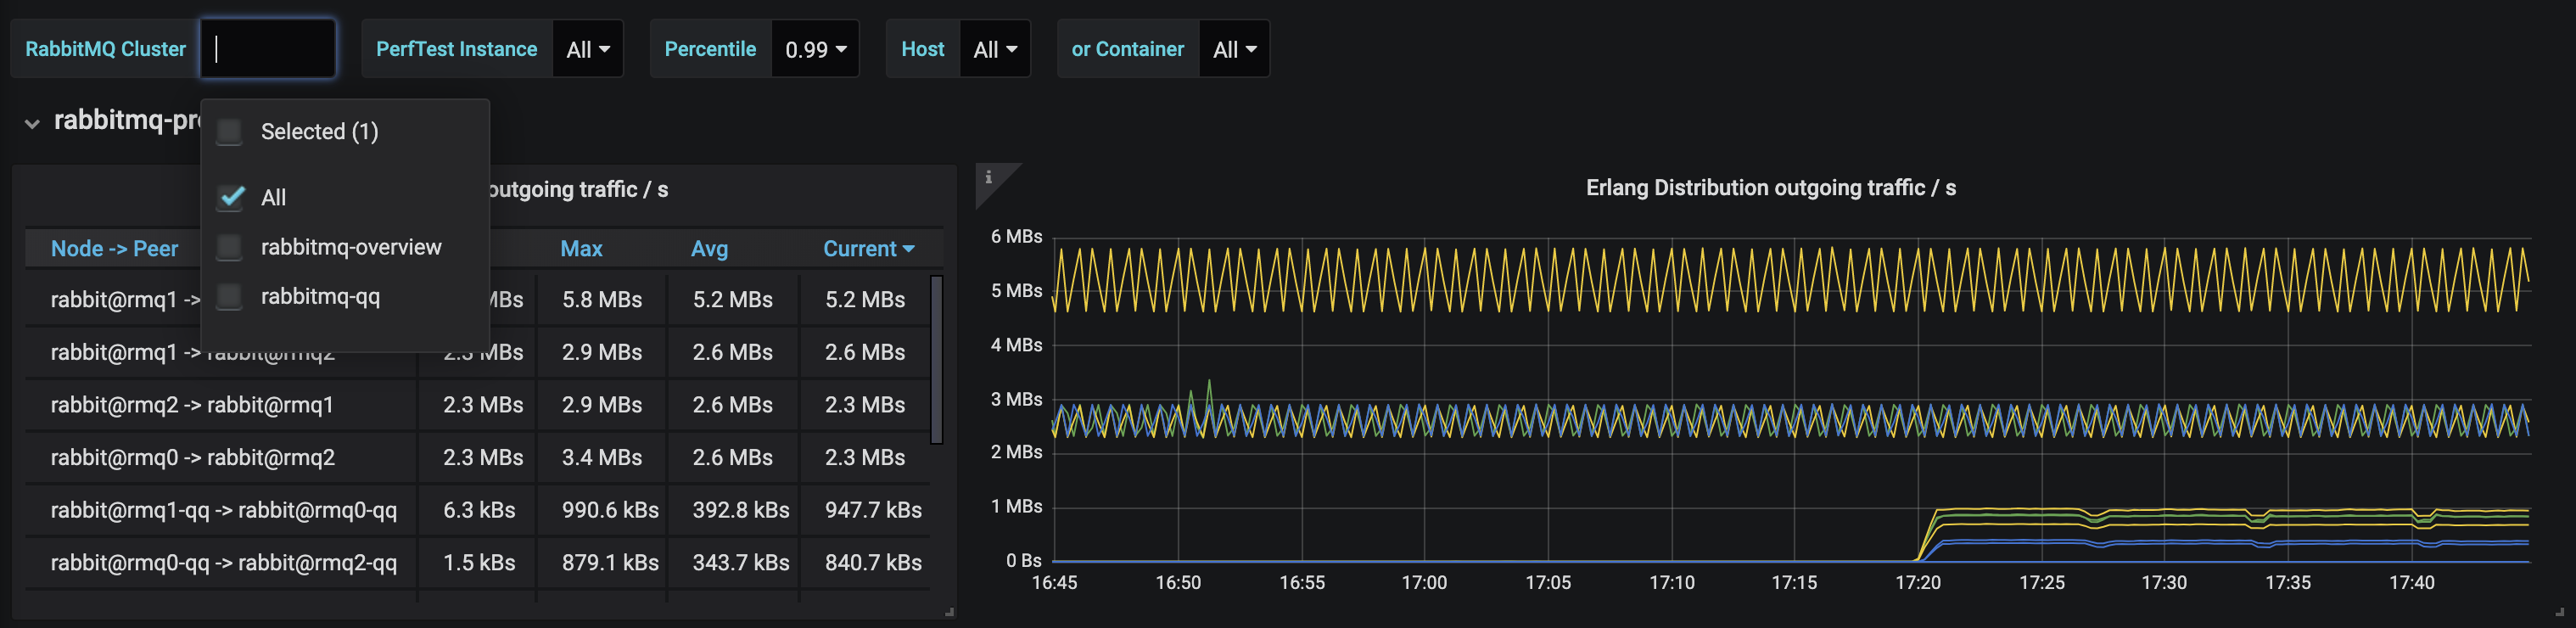 RabbitMQ Cluster PerfTest Instance All Percentile 0.99 Host All or Container All
rabbitmq-pr
Selected (1)
All
rabbitmq-overview
rabbitmq-qq
outgoing traffic / s
Node -> Peer Max Avg Current
rabbit@rmq1 -> MBs 5.8 MBs 5.2 MBs 5.2 MBs
rabbit@rmq1 -> rabbit@rmq2 2.3 MBs 2.9 MBs 2.6 MBs 2.6 MBs
rabbit@rmq2 -> rabbit@rmq1 2.3 MBs 2.9 MBs 2.6 MBs 2.3 MBs
rabbit@rmq0 -> rabbit@rmq2 2.3 MBs 3.4 MBs 2.6 MBs 2.3 MBs
rabbit@rmq1-qq -> rabbit@rmq0-qq 6.3 kBs 990.6 kBs 392.8 kBs 947.7 kBs
rabbit@rmq0-qq -> rabbit@rmq2-qq 1.5 kBs 879.1 kBs 343.7 kBs 840.7 kBs
i
Erlang Distribution outgoing traffic / s
6 MBs
5 MBs
4 MBs
3 MBs
2 MBs
1 MBs
0 Bs
16:45 16:50 16:55 17:00 17:05 17:10 17:15 17:20 17:25 17:30 17:35 17:40